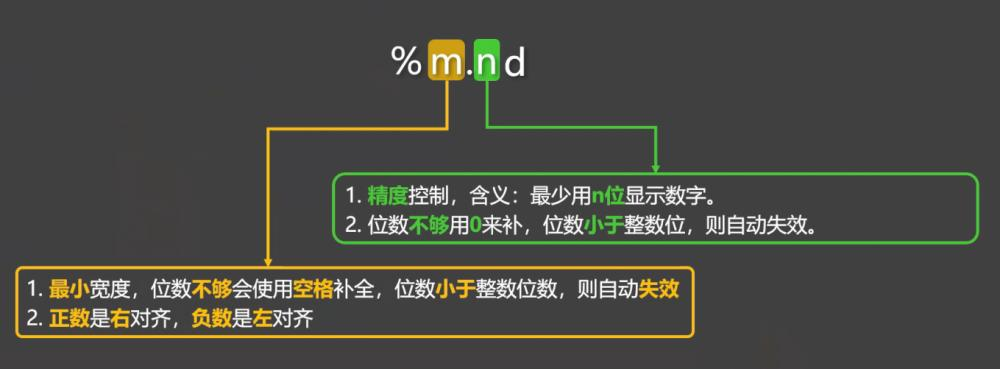 %m.nd
1. 精度控制，含义：最少用n位显示数字。
2. 位数不够用0来补，位数小于整数位，则自动失效。
1. 最小宽度，位数不够会使用空格补全，位数小于整数位数，则自动失效
2. 正数是右对齐，负数是左对齐